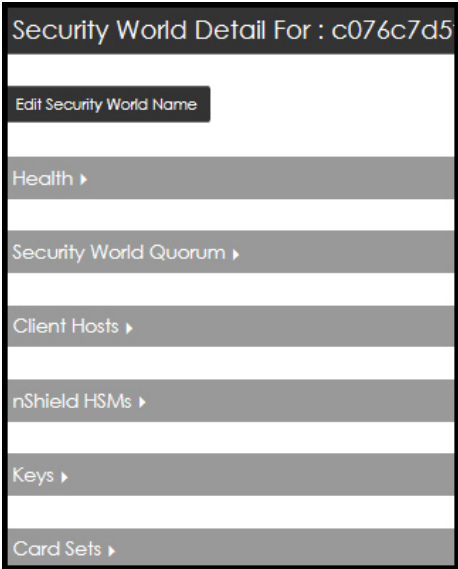 Security World Detail For : c076c7d5
Edit Security World Name
Health
Security World Quorum
Client Hosts
nShield HSMs
Keys
Card Sets